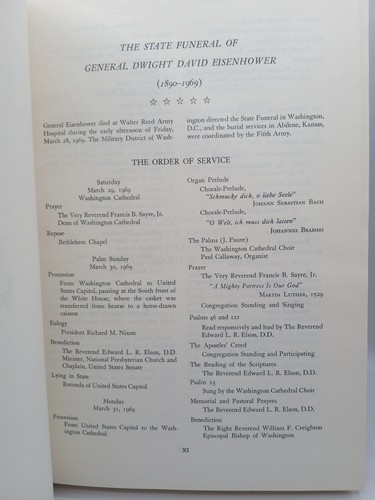 THE STATE FUNERAL OF
GENERAL DWIGHT DAVID EISENHOWER
(1890-1969)
☆ ☆ ☆ ☆ ☆
General Eisenhower died at Walter Reed Army
Hospital during the early afternoon of Friday,
March 28, 1969. The Military District of Wash-
ington directed the State Funeral in Washington,
D.C., and the burial services in Abilene, Kansas,
were coordinated by the Fifth Army.
THE ORDER OF SERVICE
Saturday
March 29, 1969
Washington Cathedral
Prayer
The Very Reverend Francis B. Sayre, Jr.
Dean of Washington Cathedral
Repose
Bethlehem Chapel
Palm Sunday
March 30, 1969
Procession
From Washington Cathedral to United
States Capitol, pausing at the South front of
the White House, where the casket was
transferred from hearse to a horse-drawn
caisson
Eulogy
President Richard M. Nixon
Benediction
The Reverend Edward L. R. Elson, D.D.
Minister, National Presbyterian Church and
Chaplain, United States Senate
Lying in State
Rotunda of United States Capitol
Monday
March 31, 1969
Procession
From United States Capitol to the Wash-
ington Cathedral
Organ Prelude
Chorale-Prelude,
"Schmucke dich, o liebe Seele"
JOHANN SEBASTIAN BACH
Chorale-Prelude,
"O Welt, ich muss dich lassen"
JOHANNES BRAHMS
The Palms (J. Faure)
The Washington Cathedral Choir
Paul Callaway, Organist
Prayer
The Very Reverend Francis B. Sayre, Jr.
"A Mighty Fortress Is Our God"
MARTIN LUTHER, 1529
Congregation Standing and Singing
Psalms 46 and 121
Read responsively and lead by The Reverend
Edward L. R. Elson, D.D.
The Apostles' Creed
Congregation Standing and Participating
The Reading of the Scriptures
The Reverend Edward L. R. Elson, D.D.
Psalm 23
Sung by the Washington Cathedral Choir
Memorial and Pastoral Prayers
The Reverend Edward L. R. Elson, D.D.
Benediction
The Right Reverend William F. Creighton
Episcopal Bishop of Washington
XI